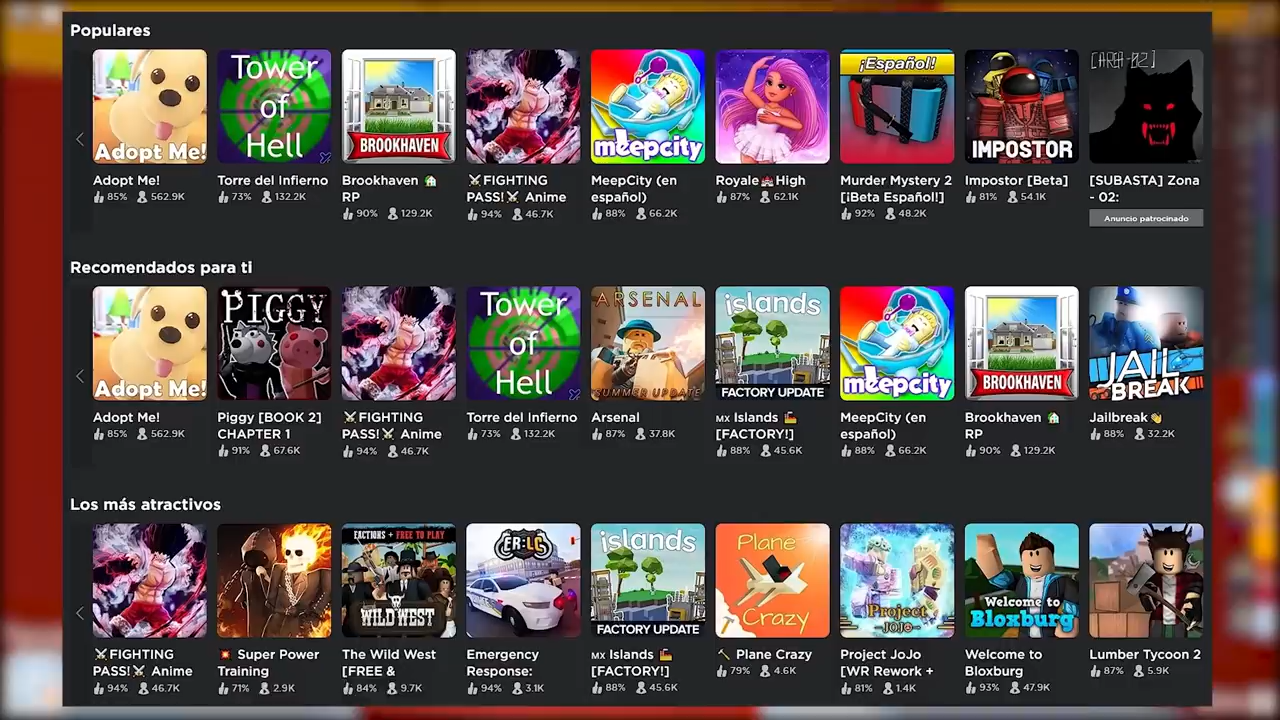 Populares
Adopt Me!
Tower
of
Hell
BROOKHAVEN
meepcity
¡Español!
IMPOSTOR
[AREA-02]
Adopt Me!
85% 562.9K
Torre del Infierno
73% 132.2K
Brookhaven
RP
90% 129.2K
FIGHTING
PASS! Anime
94% 46.7K
MeepCity (en
español)
88% 66.2K
Royale High
87% 62.1K
Murder Mystery 2
[¡Beta Español!]
92% 48.2K
Impostor [Beta]
81% 54.1K
[SUBASTA] Zona
- 02:
Anuncio patrocinado
Recomendados para ti
Adopt Me!
PIGGY
Tower
of
Hell
ARSENAL
SUMMER UPDATE
islands
FACTORY UPDATE
meepcity
BROOKHAVEN
JAIL
BREAK
Adopt Me!
85% 562.9K
Piggy [BOOK 2]
CHAPTER 1
91% 67.6K
FIGHTING
PASS! Anime
94% 46.7K
Torre del Infierno
73% 132.2K
Arsenal
87% 37.8K
MX Islands
[FACTORY!]
88% 45.6K
MeepCity (en
español)
88% 66.2K
Brookhaven
RP
90% 129.2K
Jailbreak
88% 32.2K
Los más atractivos
FACTIONS + FREE TO PLAY
WILD WEST
ER:LC
islands
FACTORY UPDATE
Plane
Crazy
Project
-JOJO-
Welcome to
Bloxburg
FIGHTING
PASS! Anime
94% 46.7K
Super Power
Training
71% 2.9K
The Wild West
[FREE &
84% 9.7K
Emergency
Response:
94% 3.1K
MX Islands
[FACTORY!]
88% 45.6K
Plane Crazy
79% 4.6K
Project JoJo
[WR Rework +
81% 1.4K
Welcome to
Bloxburg
93% 47.9K
Lumber Tycoon 2
87% 5.9K